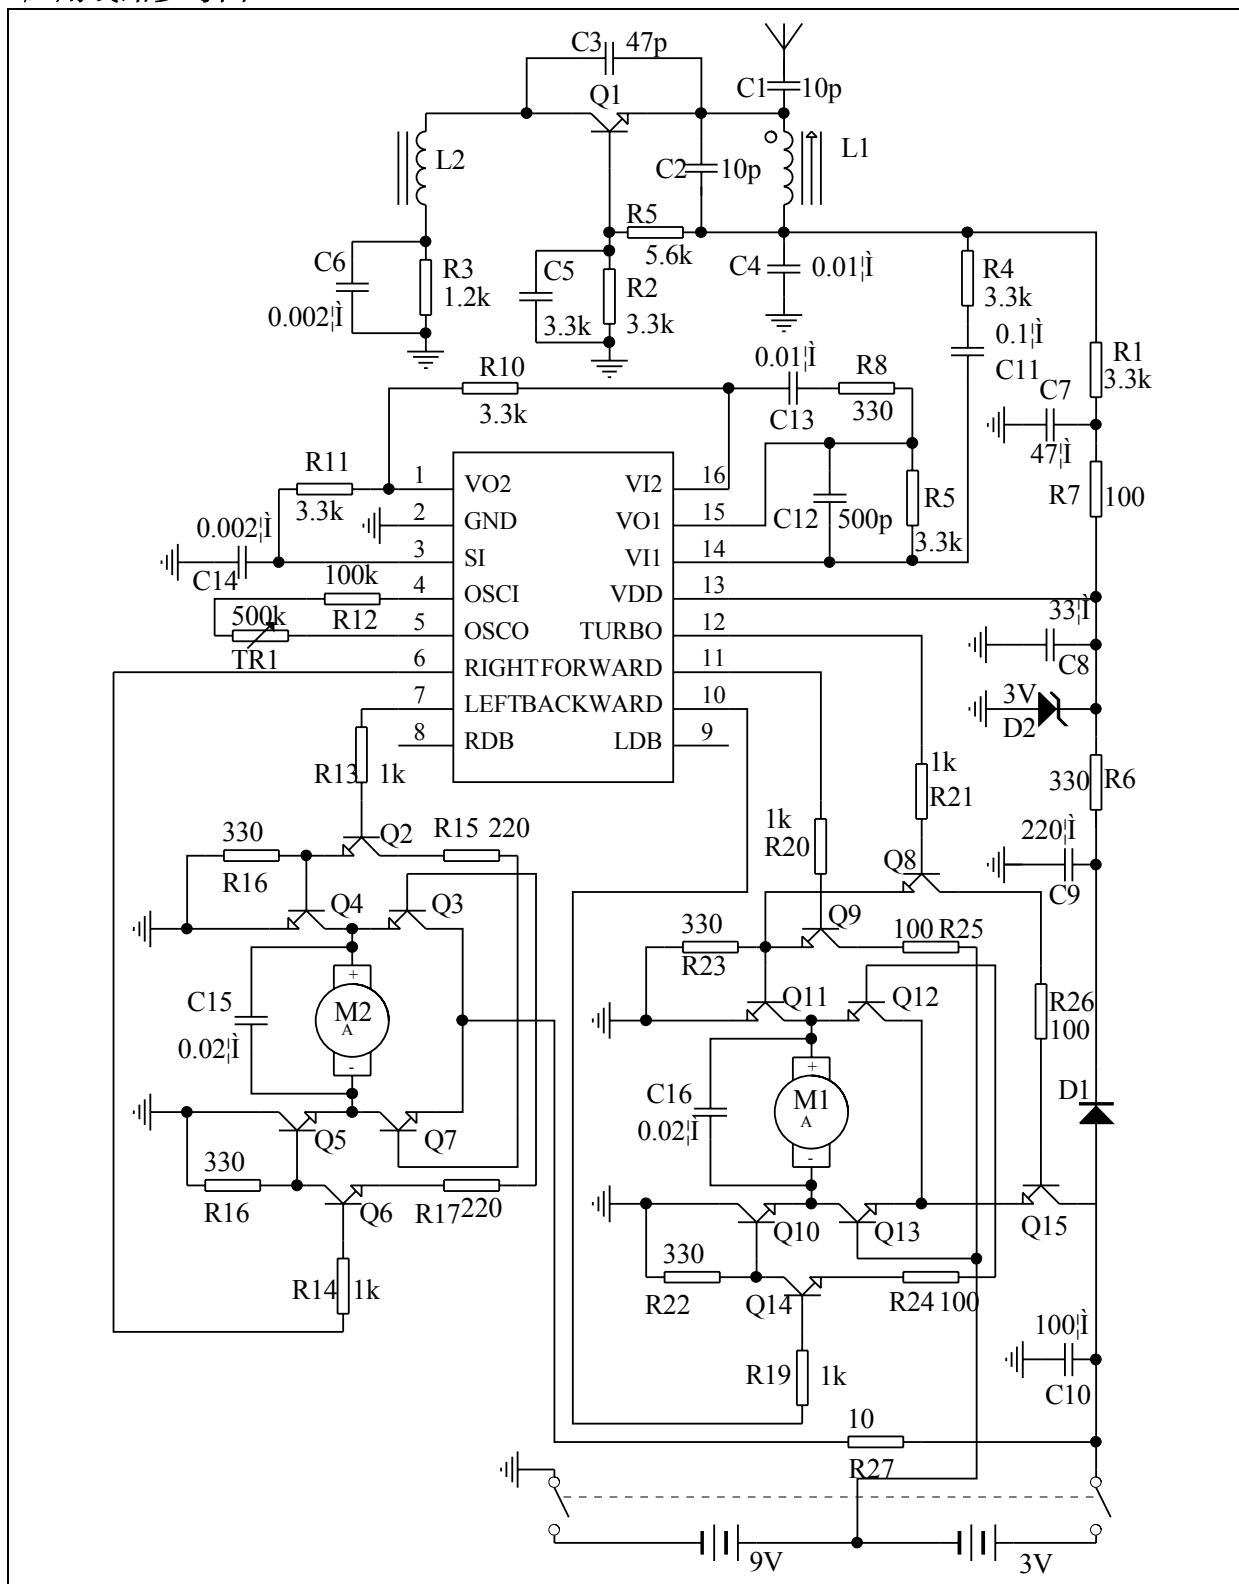 C3 47p
C1 10p
Q1
L1
L2
C2 10p
R5
5.6k
C6
0.002¦Ì
R3
1.2k
C5
3.3k
R2
3.3k
C4 0.01¦Ì
R4
3.3k
0.1¦Ì
C11
R1
3.3k
C7
47¦Ì
R7 100
R10
3.3k
0.01¦Ì
C13
R8
330
R11
3.3k
0.002¦Ì
C14
100k
R12
500k
TR1
1 VO2 VI2 16
2 GND VO1 15
3 SI VI1 14
4 OSCI VDD 13
5 OSCO TURBO 12
6 RIGHT FORWARD 11
7 LEFT BACKWARD 10
8 RDB LDB 9
C12 500p
R5
3.3k
33¦Ì
C8
3V
D2
330 R6
220¦Ì
C9
R13 1k
1k
R20
1k
R21
330
R16
Q2
R15 220
Q4
Q3
C15
0.02¦Ì
+
M2
A
-
Q5
Q7
330
R16
Q6
R17 220
R14 1k
Q8
Q9
330
R23
100 R25
Q11
Q12
R26
100
C16
0.02¦Ì
+
M1
A
-
D1
Q10
Q13
Q15
330
R22
Q14
R24 100
R19 1k
100¦Ì
C10
10
R27
9V
3V